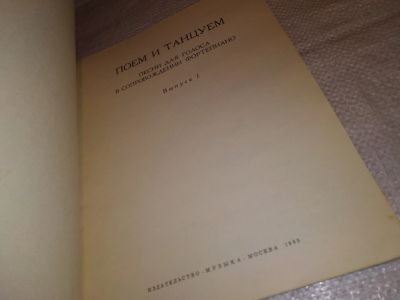 ПОЕМ И ТАНЦУЕМ
ПЕСНИ ДЛЯ ГОЛОСА
В СОПРОВОЖДЕНИИ ФОРТЕПИАНО
Выпуск 1
ИЗДАТЕЛЬСТВО · МУЗЫКА · МОСКВА